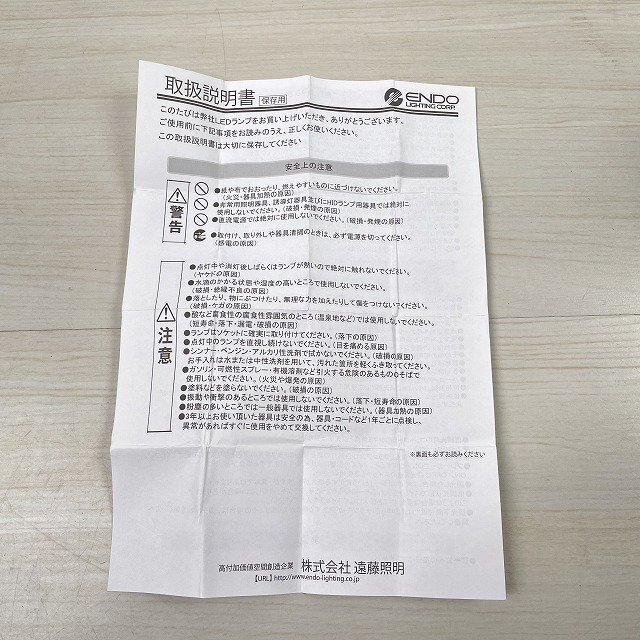 取扱説明書 保存用
ENDO
LIGHTING CORP.
このたびは弊社LEDランプをお買い上げいただき、ありがとうございます。
ご使用前に下記事項をお読みのうえ、正しくお使いください。
この取扱説明書は大切に保存してください
安全上の注意
警告
●紙や布でおおったり、燃えやすいものに近づけないでください。
(火災・器具加熱の原因)
●非常用照明器具、誘導灯器具及びにHIDランプ用器具では絶対に
使用しないでください。(破損・発煙の原因)
●直流電源では絶対に使用しないでください。(破損・発煙の原因)
●取付け、取り外しや器具清掃のときは、必ず電源を切ってください。
(感電の原因)
注意
●点灯中や消灯後しばらくはランプが熱いので絶対に触れないでください。
(ヤケドの原因)
●水滴のかかる状態や湿度の高いところで使用しないでください。
(破損・絶縁不良の原因)
●落としたり、物にぶつけたり、無理な力を加えたりして傷をつけないでください。
(破損・ケガの原因)
●酸など腐食性の腐食性雰囲気のところ(温泉地など)では使用しないでください。
(短寿命・落下・漏電・破損の原因)
●ランプはソケットに確実に取り付けてください。(落下の原因)
●点灯中のランプを直視し続けないでください。(目を痛める原因)
●シンナー・ベンジン・アルカリ性洗剤で拭かないでください。(破損の原因)
お手入れは水または中性洗剤を用いて、汚れた箇所を軽くふき取ってください。
●ガソリン・可燃性スプレー・有機溶剤など引火する危険のあるもののそばで
使用しないでください。(火災や爆発の原因)
●塗料などを塗らないでください。(破損の原因)
●振動や衝撃のあるところでは使用しないでください。(落下・短寿命の原因)
●粉塵の多いところでは一般器具では使用しないでください。(器具加熱の原因)
●3年以上お使い頂いた器具は安全の為、器具・コードなど1年ごとに点検し、
異常があればすぐに使用をやめて交換してください。
※裏面も必ずお読みください
高付加価値空間創造企業 株式会社 遠藤照明
【URL】http://www.endo-lighting.co.jp